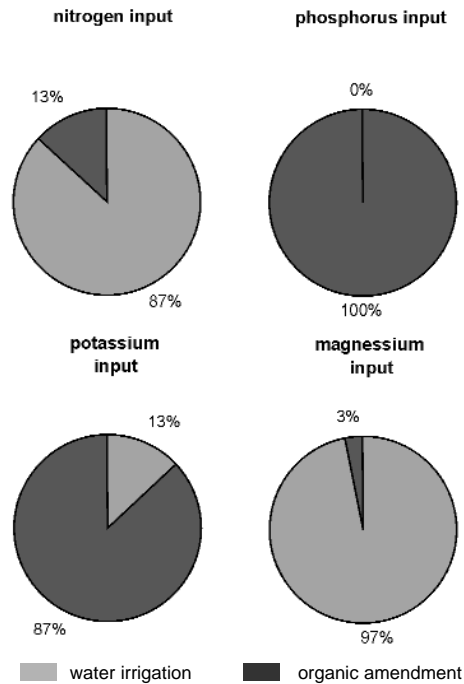 nitrogen input
phosphorus input
13%
0%
87%
100%
potassium
input
magnessium
input
13%
3%
87%
97%
water irrigation
organic amendment